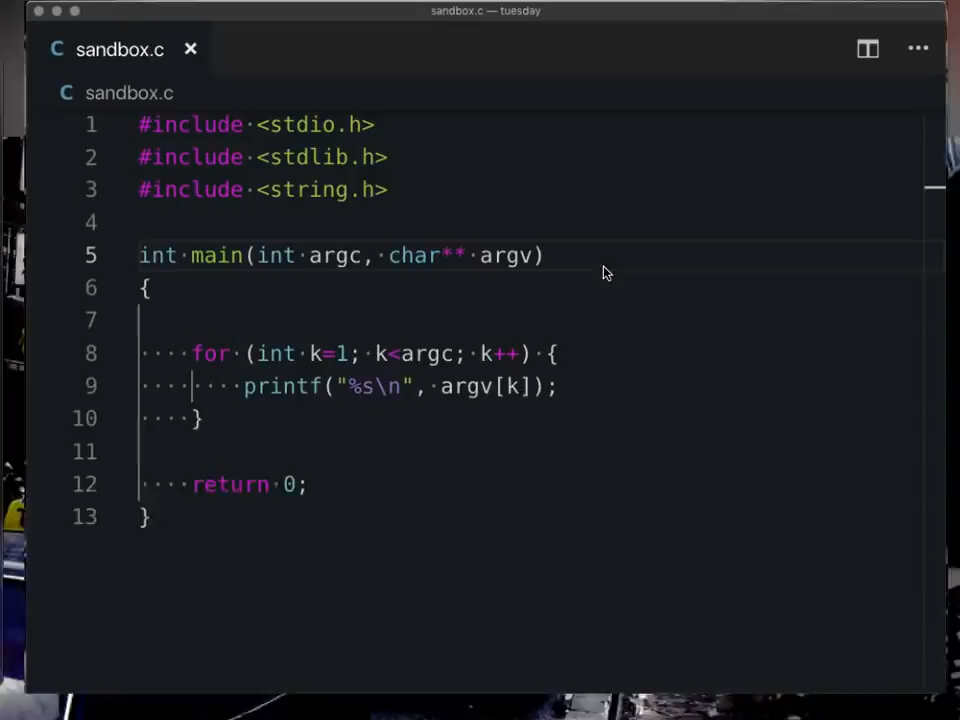 sandbox.c — tuesday
C sandbox.c ×
C sandbox.c
1 #include <stdio.h>
2 #include <stdlib.h>
3 #include <string.h>
4
5 int main(int argc, char** argv)
6 {
7
8     for (int k=1; k<argc; k++) {
9         printf("%s\n", argv[k]);
10     }
11
12     return 0;
13 }